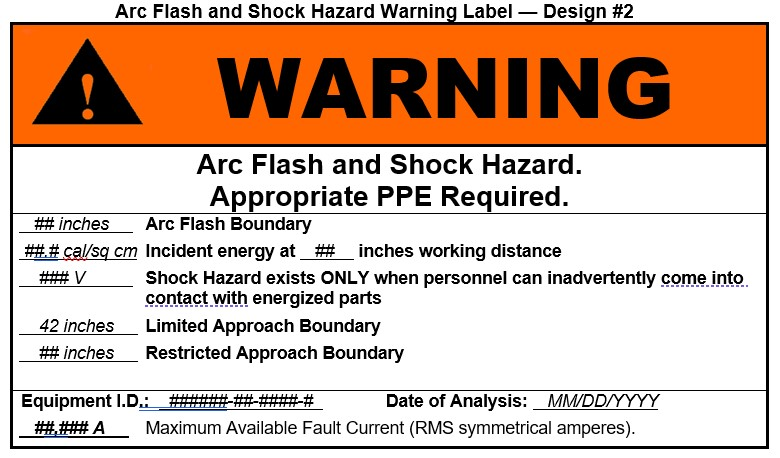 Arc Flash and Shock Hazard Warning Label — Design #2
! WARNING
Arc Flash and Shock Hazard.
Appropriate PPE Required.
## inches Arc Flash Boundary
##.# cal/sq cm Incident energy at ## inches working distance
### V Shock Hazard exists ONLY when personnel can inadvertently come into
contact with energized parts
42 inches Limited Approach Boundary
## inches Restricted Approach Boundary
Equipment I.D.: ######-##-####-# Date of Analysis: MM/DD/YYYY
##,### A Maximum Available Fault Current (RMS symmetrical amperes).